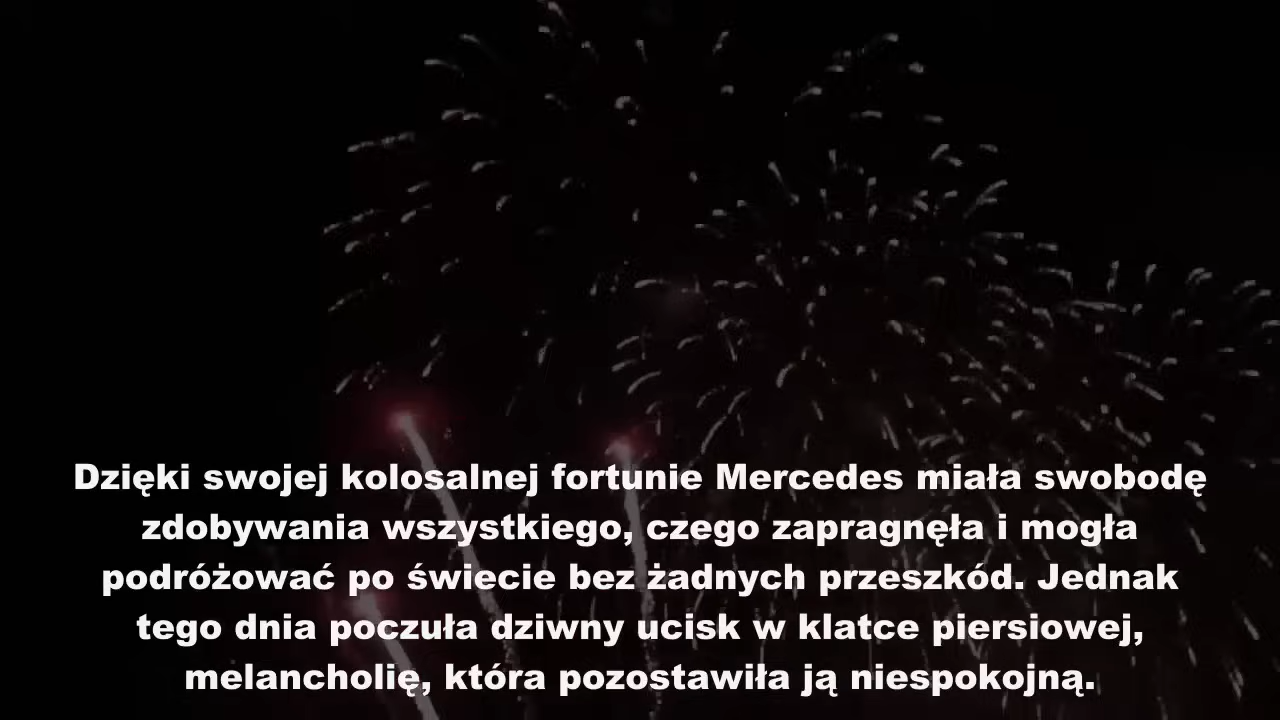 Dzięki swojej kolosalnej fortunie Mercedes miała swobodę
zdobywania wszystkiego, czego zapragnęła i mogła
podróżować po świecie bez żadnych przeszkód. Jednak
tego dnia poczuła dziwny ucisk w klatce piersiowej,
melancholię, która pozostawiła ją niespokojną.